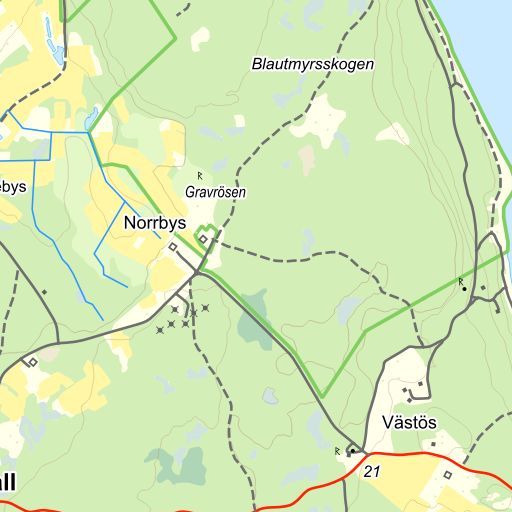 Blautmyrsskogen
ebys
Gravrösen
R
Norrbys
R
Västös
R
21
all